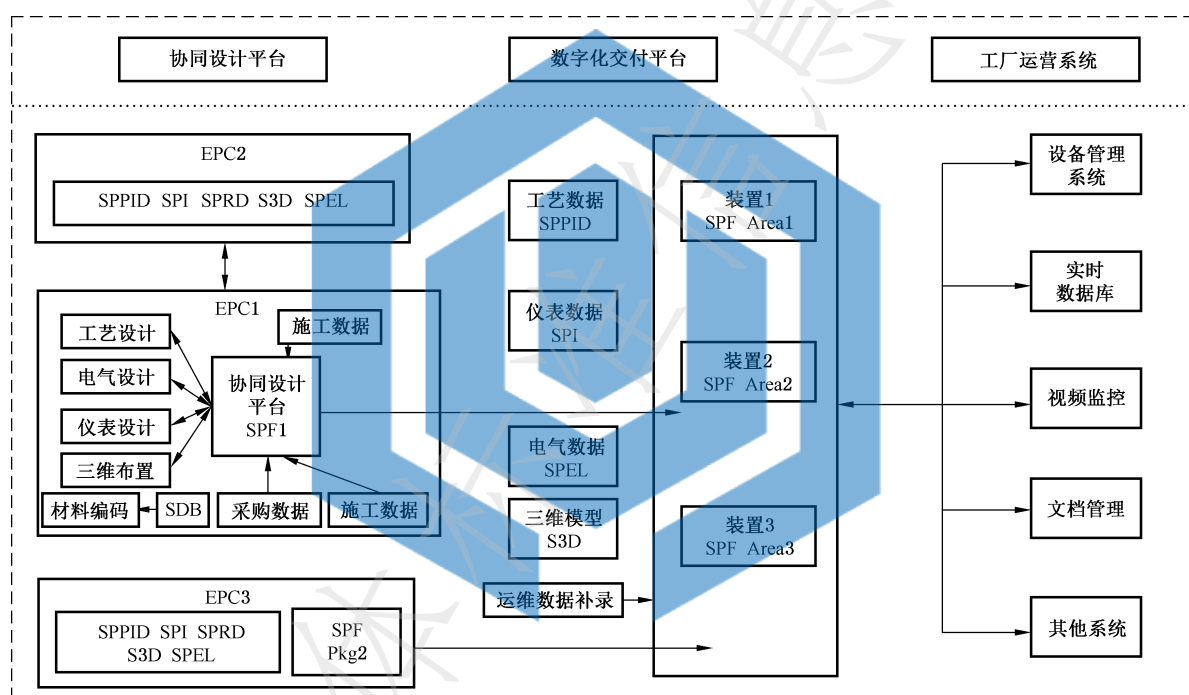 协同设计平台
数字化交付平台
工厂运营系统
EPC2
SPPID SPI SPRD S3D SPEL
EPC1
工艺设计
电气设计
仪表设计
三维布置
施工数据
协同设计
平台
SPF1
材料编码
SDB
采购数据
施工数据
EPC3
SPPID SPI SPRD
S3D SPEL
SPF
Pkg2
工艺数据
SPPID
仪表数据
SPI
电气数据
SPEL
三维模型
S3D
运维数据补录
装置1
SPF Area1
装置2
SPF Area2
装置3
SPF Area3
设备管理
系统
实时
数据库
视频监控
文档管理
其他系统